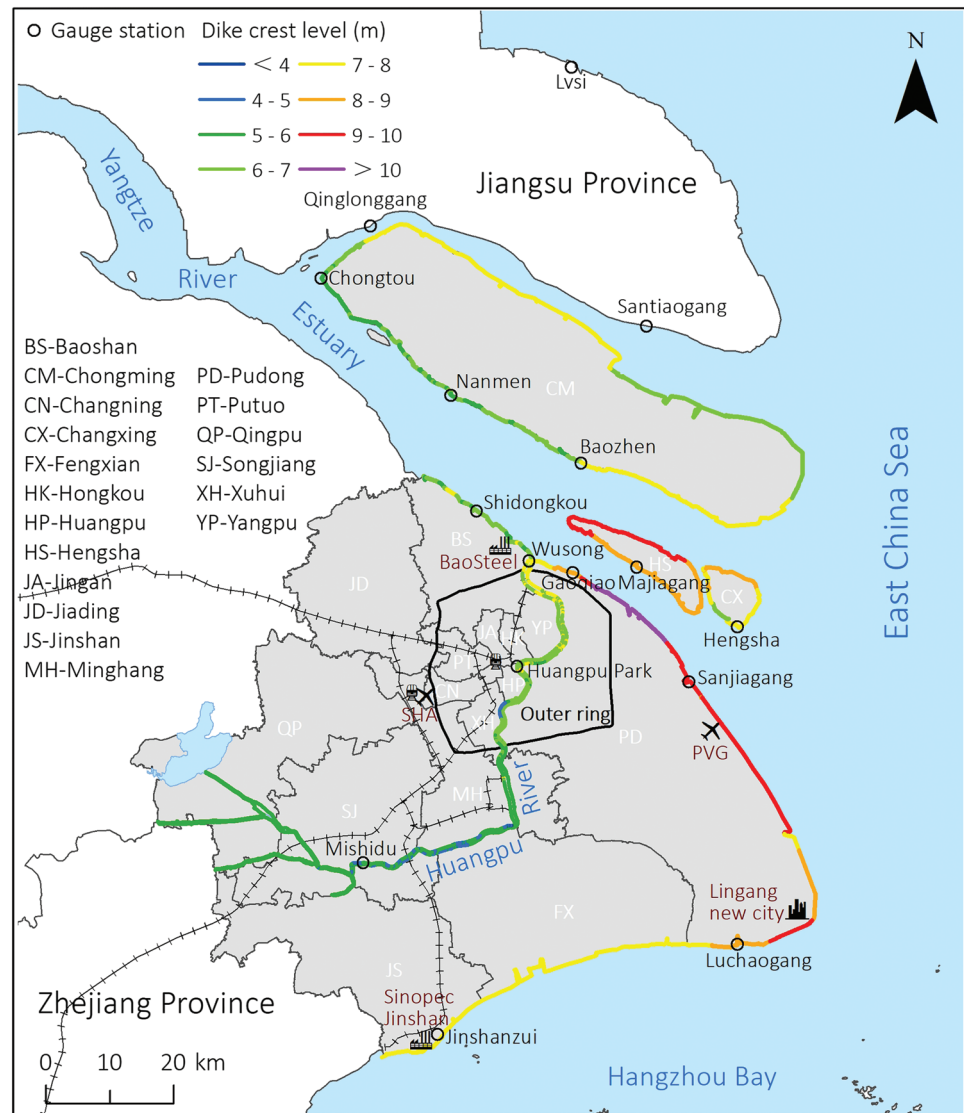 Gauge station
Dike crest level (m)
< 4
7 - 8
4 - 5
8 - 9
5 - 6
9 - 10
6 - 7
> 10
N
Lvsi
Yangtze
River
Estuary
Jiangsu Province
Qinglonggang
Chongtou
Santiaogang
Nanmen
CM
Baozhen
East China Sea
BS-Baoshan
CM-Chongming
CN-Changning
CX-Changxing
FX-Fengxian
HK-Hongkou
HP-Huangpu
HS-Hengsha
JA-Jingan
JD-Jiading
JS-Jinshan
MH-Minghang
PD-Pudong
PT-Putuo
QP-Qingpu
SJ-Songjiang
XH-Xuhui
YP-Yangpu
Shidongkou
BS
Wusong
BaoSteel
Gaoqiao
Majiagang
HS
CX
Hengsha
JD
JA
HK
YP
PT
Huangpu Park
HP
CN
Sanjiagang
SHA
XH
Outer ring
PD
PVG
QP
MH
River
SJ
Mishidu
Huangpu
Lingang
new city
FX
Luchaogang
JS
Sinopec
Jinshan
Jinshanzui
Zhejiang Province
0 10 20 km
Hangzhou Bay